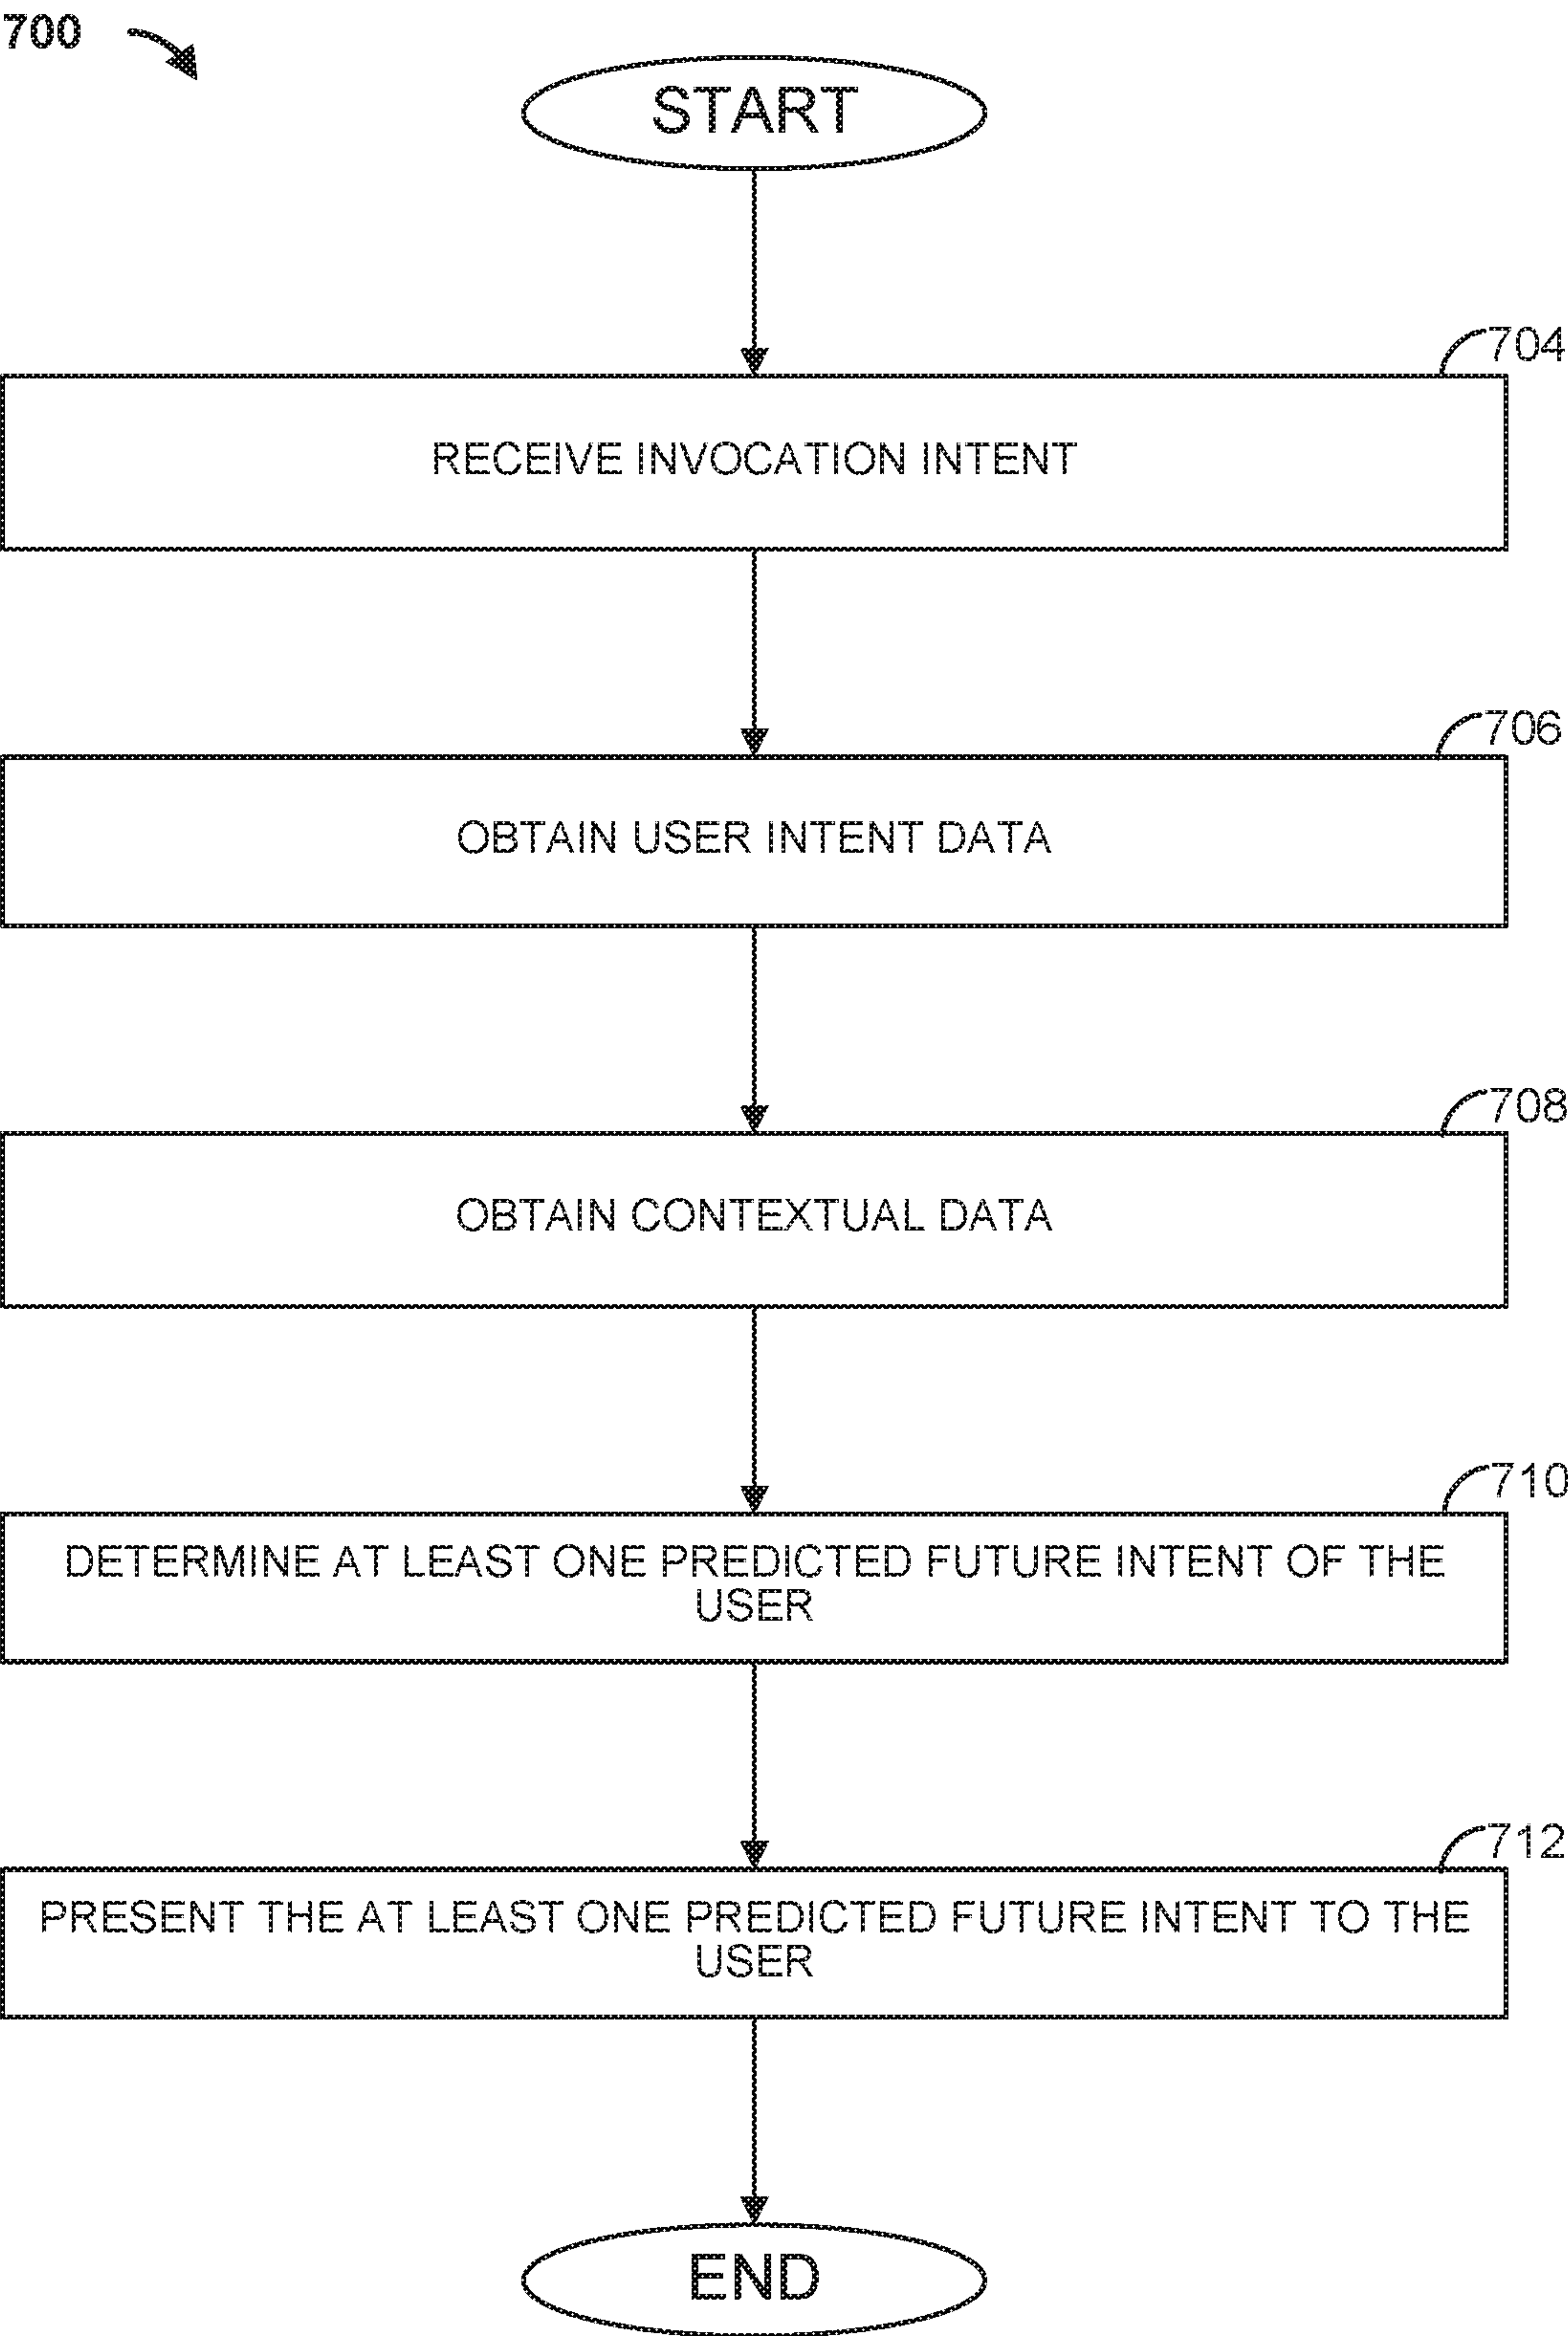 700
START
704
RECEIVE INVOCATION INTENT
706
OBTAIN USER INTENT DATA
708
OBTAIN CONTEXTUAL DATA
710
DETERMINE AT LEAST ONE PREDICTED FUTURE INTENT OF THE
USER
712
PRESENT THE AT LEAST ONE PREDICTED FUTURE INTENT TO THE
USER
END